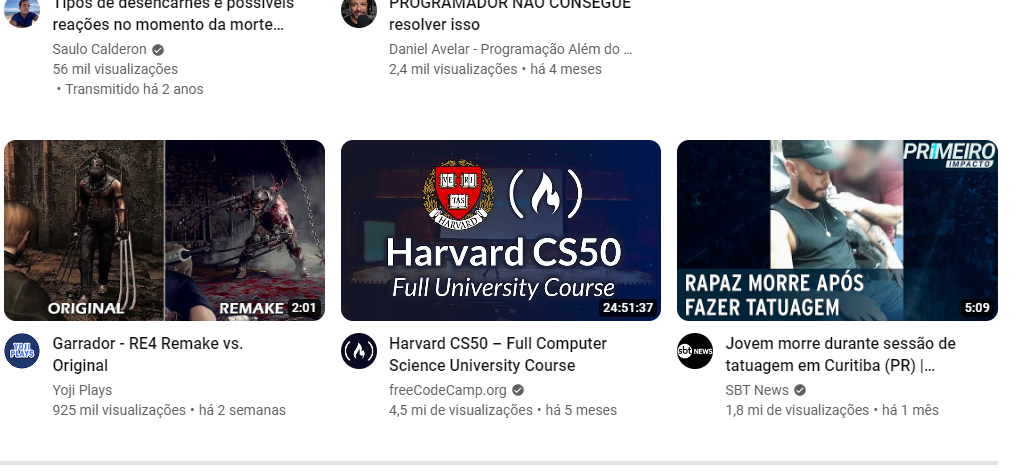 Tipos de desencarnes e possíveis
reações no momento da morte…
Saulo Calderon
56 mil visualizações
• Transmitido há 2 anos
PROGRAMADOR NÃO CONSEGUE
resolver isso
Daniel Avelar - Programação Além do …
2,4 mil visualizações • há 4 meses
ORIGINAL
REMAKE
2:01
YOJI
PLAYS
Garrador - RE4 Remake vs.
Original
Yoji Plays
925 mil visualizações • há 2 semanas
VE RI
TAS
HARVARD
Harvard CS50
Full University Course
24:51:37
Harvard CS50 – Full Computer
Science University Course
freeCodeCamp.org
4,5 mi de visualizações • há 5 meses
PR1MEIRO
IMPACTO
RAPAZ MORRE APÓS
FAZER TATUAGEM
5:09
sbt NEWS
Jovem morre durante sessão de
tatuagem em Curitiba (PR) |…
SBT News
1,8 mi de visualizações • há 1 mês